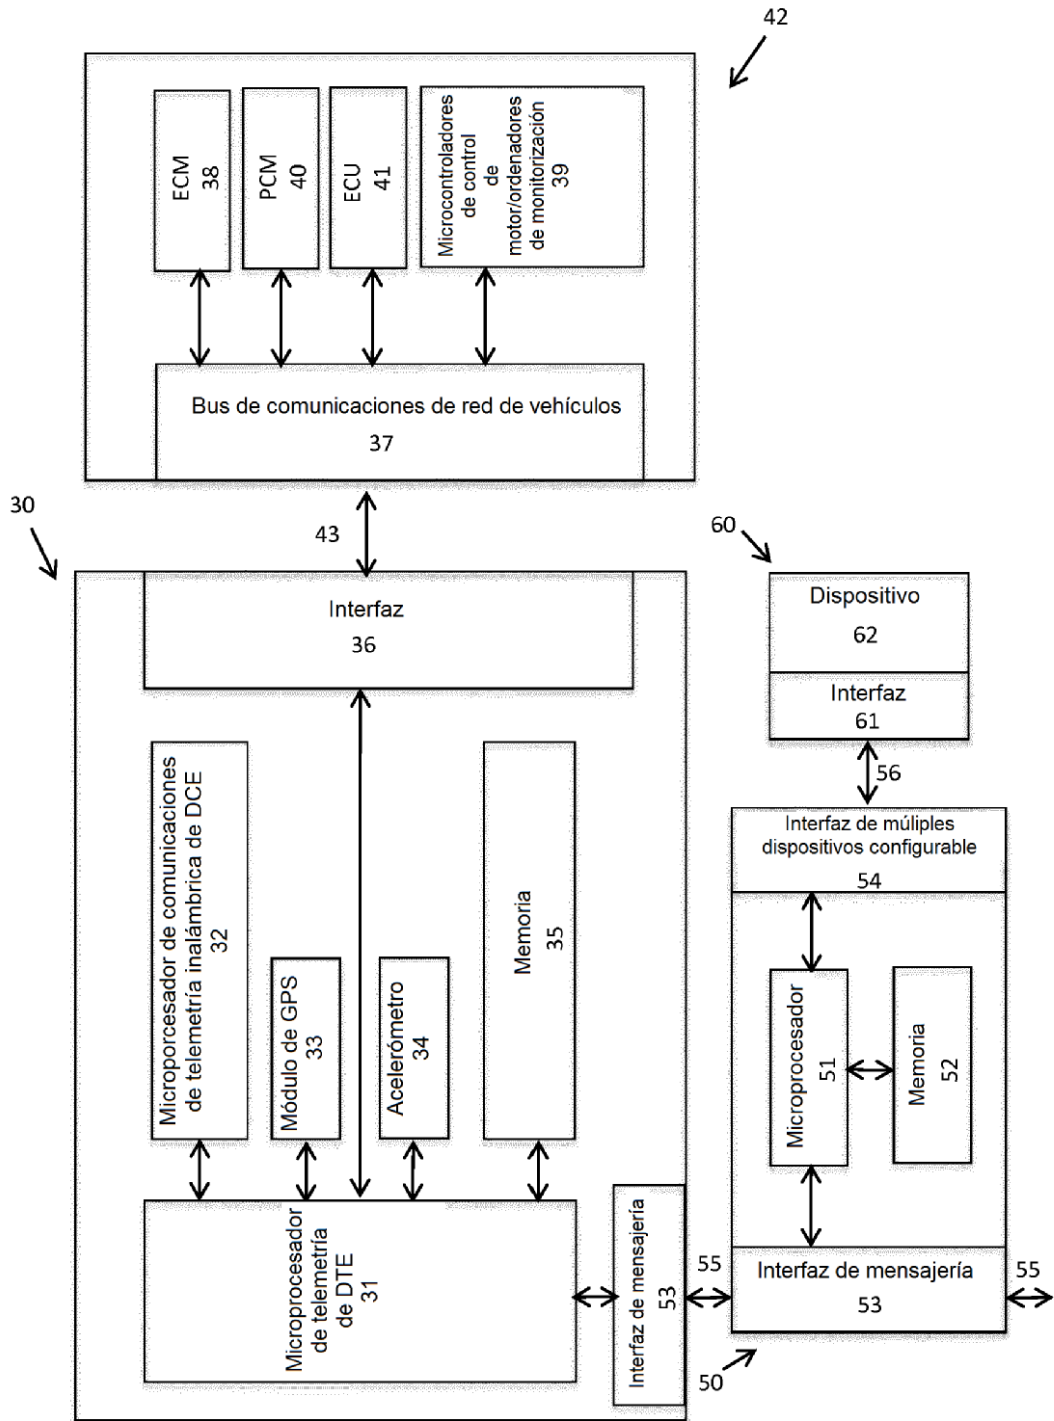 42
ECM
38
PCM
40
ECU
41
Microcontroladores
de control
de
motor/ordenadores
de monitorización
39
Bus de comunicaciones de red de vehículos
37
43
30
Interfaz
36
Microporcesador de comunicaciones
de telemetría inalámbrica de DCE
32
Módulo de GPS
33
Acelerómetro
34
Memoria
35
Microprocesador
de telemetría
de DTE
31
Interfaz de mensajería
53
55
60
Dispositivo
62
Interfaz
61
56
Interfaz de múliples
dispositivos configurable
54
Microprocesador
51
Memoria
52
Interfaz de mensajería
53
55
50